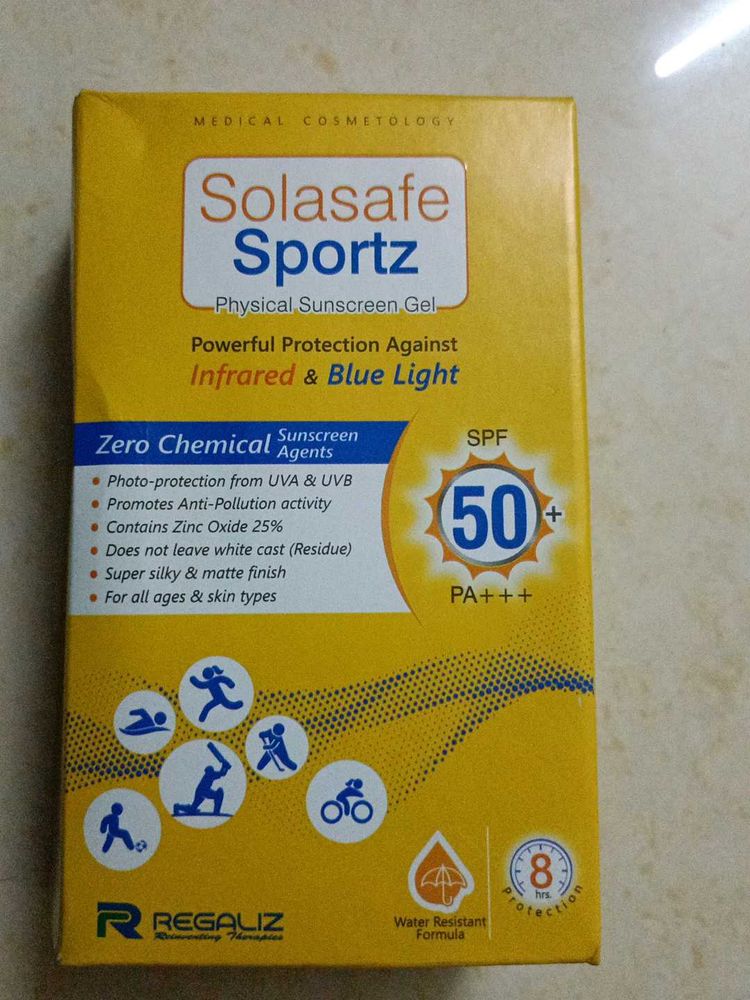 MEDICAL COSMETOLOGY
Solasafe
Sportz
Physical Sunscreen Gel
Powerful Protection Against
Infrared & Blue Light
Zero Chemical Sunscreen Agents
• Photo-protection from UVA & UVB
• Promotes Anti-Pollution activity
• Contains Zinc Oxide 25%
• Does not leave white cast (Residue)
• Super silky & matte finish
• For all ages & skin types
SPF
50+
PA+++
Water Resistant
Formula
8
hrs.
Protection
REGALIZ
Reinventing Therapies